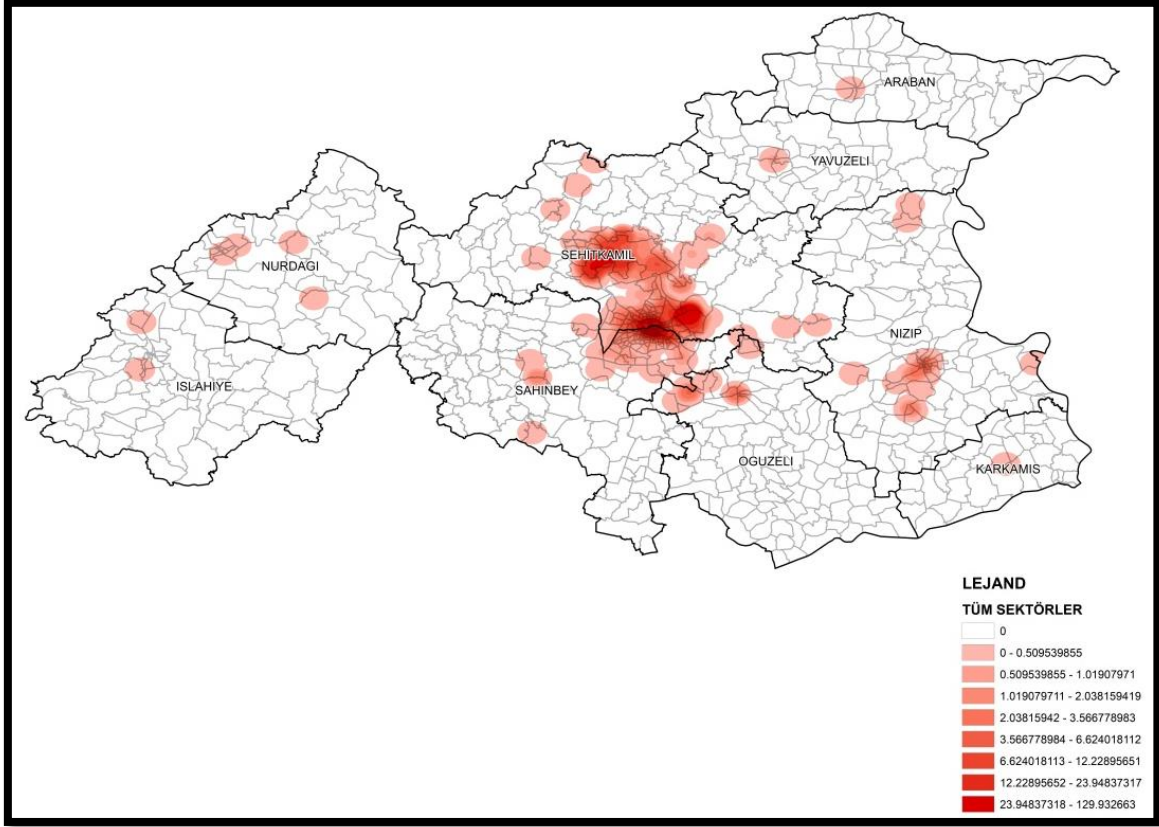 ARABAN
YAVUZELI
SEHITKAMIL
NURDAGI
NIZIP
ISLAHIYE
SAHINBEY
OGUZELI
KARKAMIS
LEJAND
TÜM SEKTÖRLER
0
0 - 0.509539855
0.509539855 - 1.01907971
1.019079711 - 2.038159419
2.03815942 - 3.566778983
3.566778984 - 6.624018112
6.624018113 - 12.22895651
12.22895652 - 23.94837317
23.94837318 - 129.932663